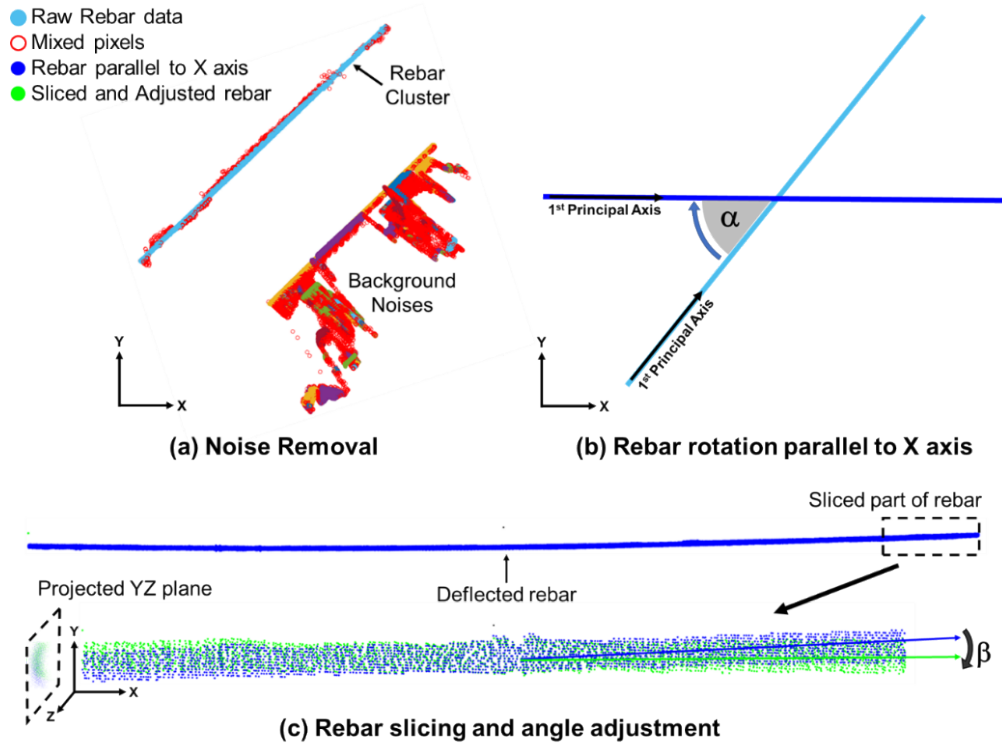 Raw Rebar data
Mixed pixels
Rebar parallel to X axis
Sliced and Adjusted rebar
Rebar
Cluster
Background
Noises
Y
X
(a) Noise Removal
1st Principal Axis
α
1st Principal Axis
Y
X
(b) Rebar rotation parallel to X axis
Sliced part of rebar
Deflected rebar
Projected YZ plane
Y
X
Z
β
(c) Rebar slicing and angle adjustment